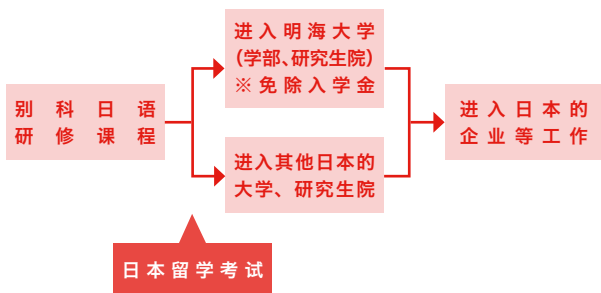 别科日语
研修课程
进入明海大学
(学部、研究生院)
※免除入学金
进入其他日本的
大学、研究生院
进入日本的
企业等工作
日本留学考试